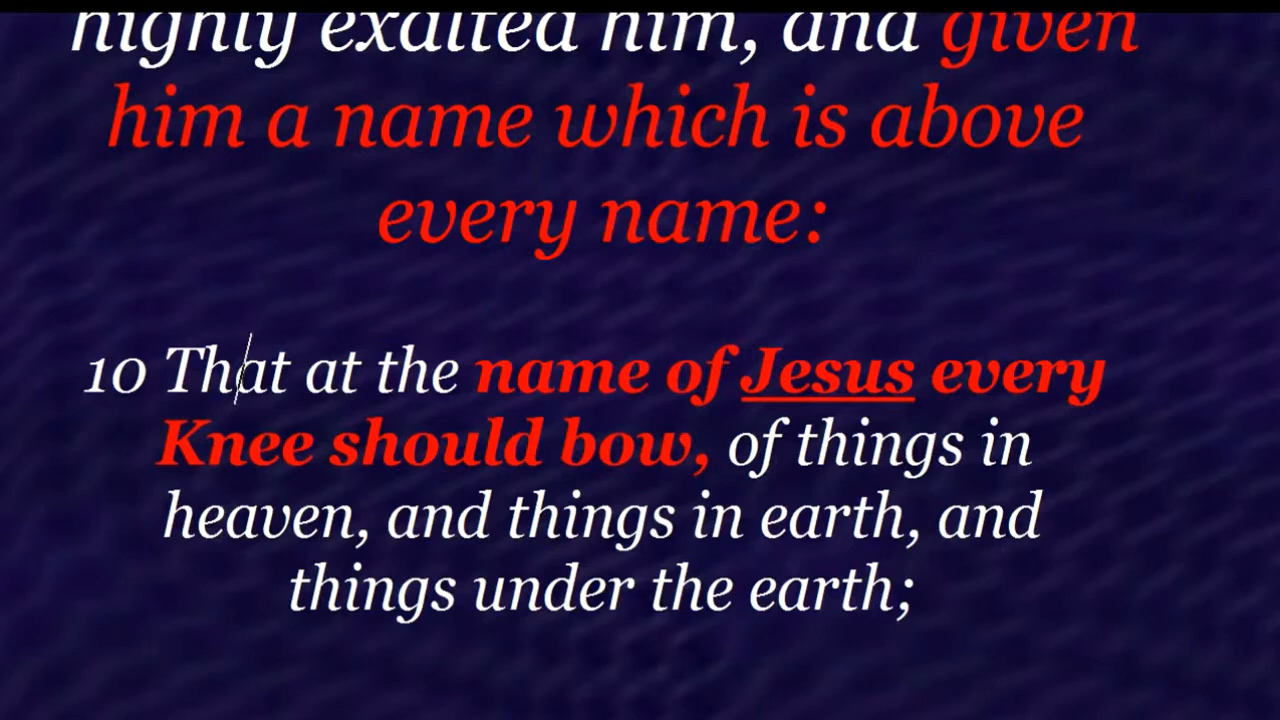 highly exalted him, and given
him a name which is above
every name:
10 That at the name of Jesus every
Knee should bow, of things in
heaven, and things in earth, and
things under the earth;